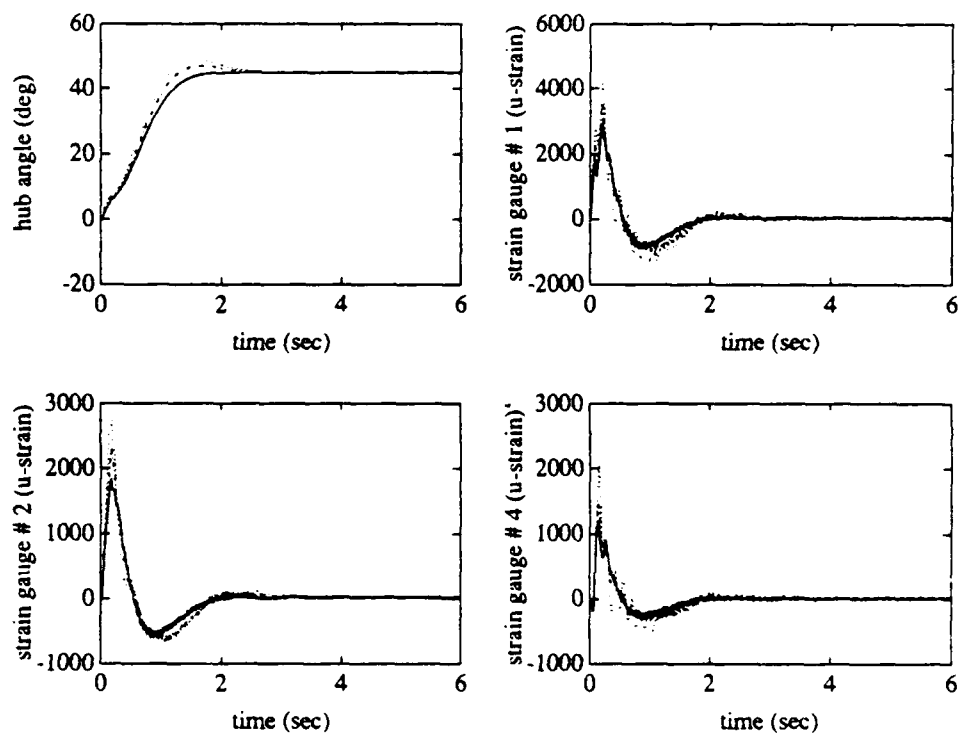 hub angle (deg)
60
40
20
0
-20
0 2 4 6
time (sec)
strain gauge # 1 (u-strain)
6000
4000
2000
0
-2000
0 2 4 6
time (sec)
strain gauge # 2 (u-strain)
3000
2000
1000
0
-1000
0 2 4 6
time (sec)
strain gauge # 4 (u-strain)'
3000
2000
1000
0
-1000
0 2 4 6
time (sec)